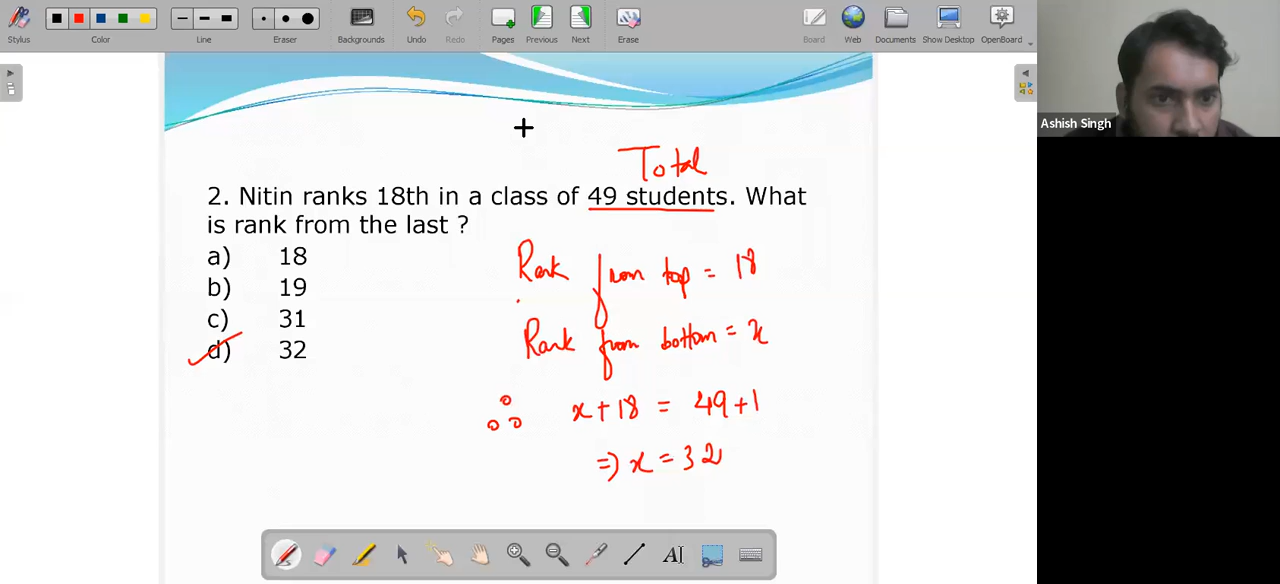 Stylus Color Line Eraser Backgrounds Undo Redo Pages Previous Next Erase Board Web Documents Show Desktop OpenBoard
Ashish Singh
Total
2. Nitin ranks 18th in a class of 49 students. What
is rank from the last ?
a) 18
b) 19
c) 31
d) 32
Rank from top = 18
Rank from bottom = x
∴ x + 18 = 49 + 1
⇒ x = 32
AI